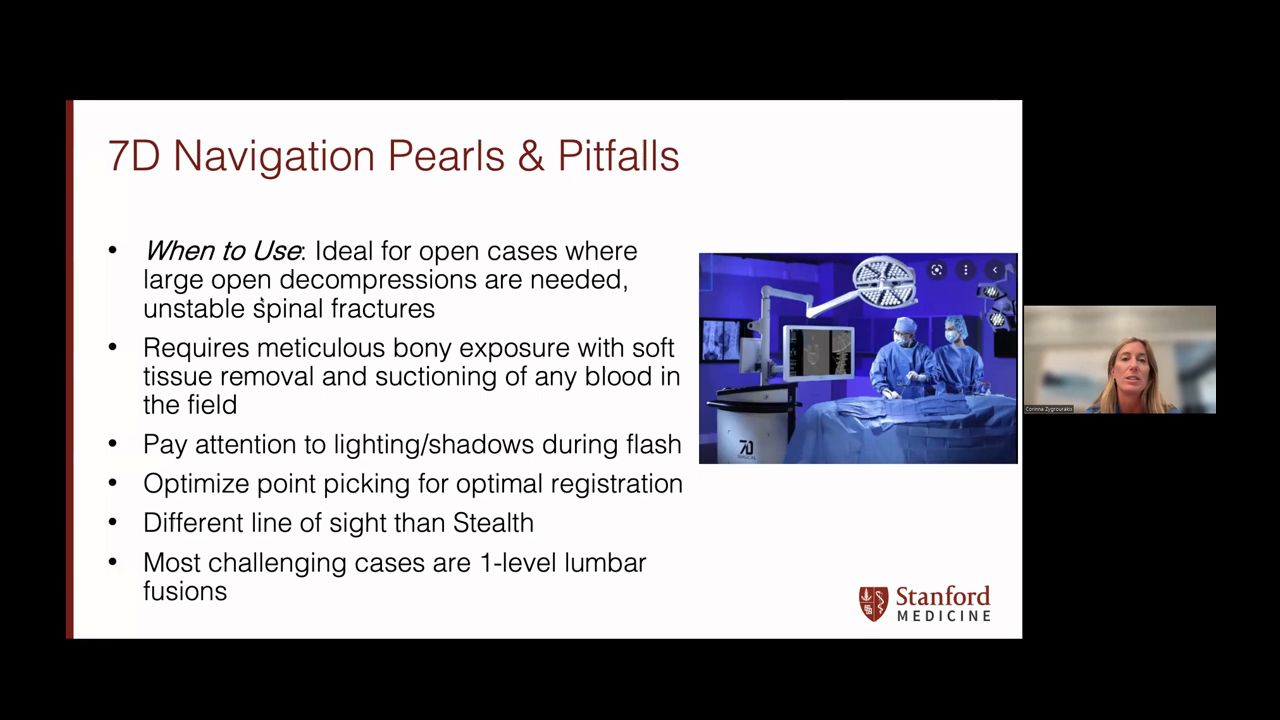 7D Navigation Pearls & Pitfalls
• When to Use: Ideal for open cases where
large open decompressions are needed,
unstable spinal fractures
• Requires meticulous bony exposure with soft
tissue removal and suctioning of any blood in
the field
• Pay attention to lighting/shadows during flash
• Optimize point picking for optimal registration
• Different line of sight than Stealth
• Most challenging cases are 1-level lumbar
fusions
7D
Stanford
MEDICINE
Corinna Zygourakis